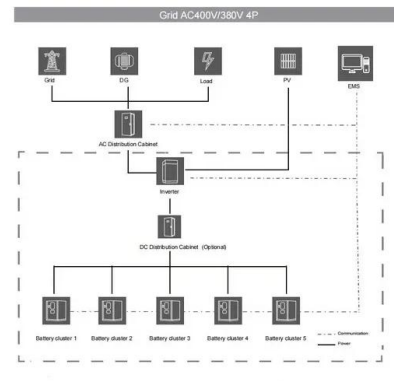 Grid AC400V/380V 4P
Grid
DG
Load
PV
EMS
AC Distribution Cabinet
Inverter
DC Distribution Cabinet (Optional)
Battery cluster 1
Battery cluster 2
Battery cluster 3
Battery cluster 4
Battery cluster 5
Communication
Power